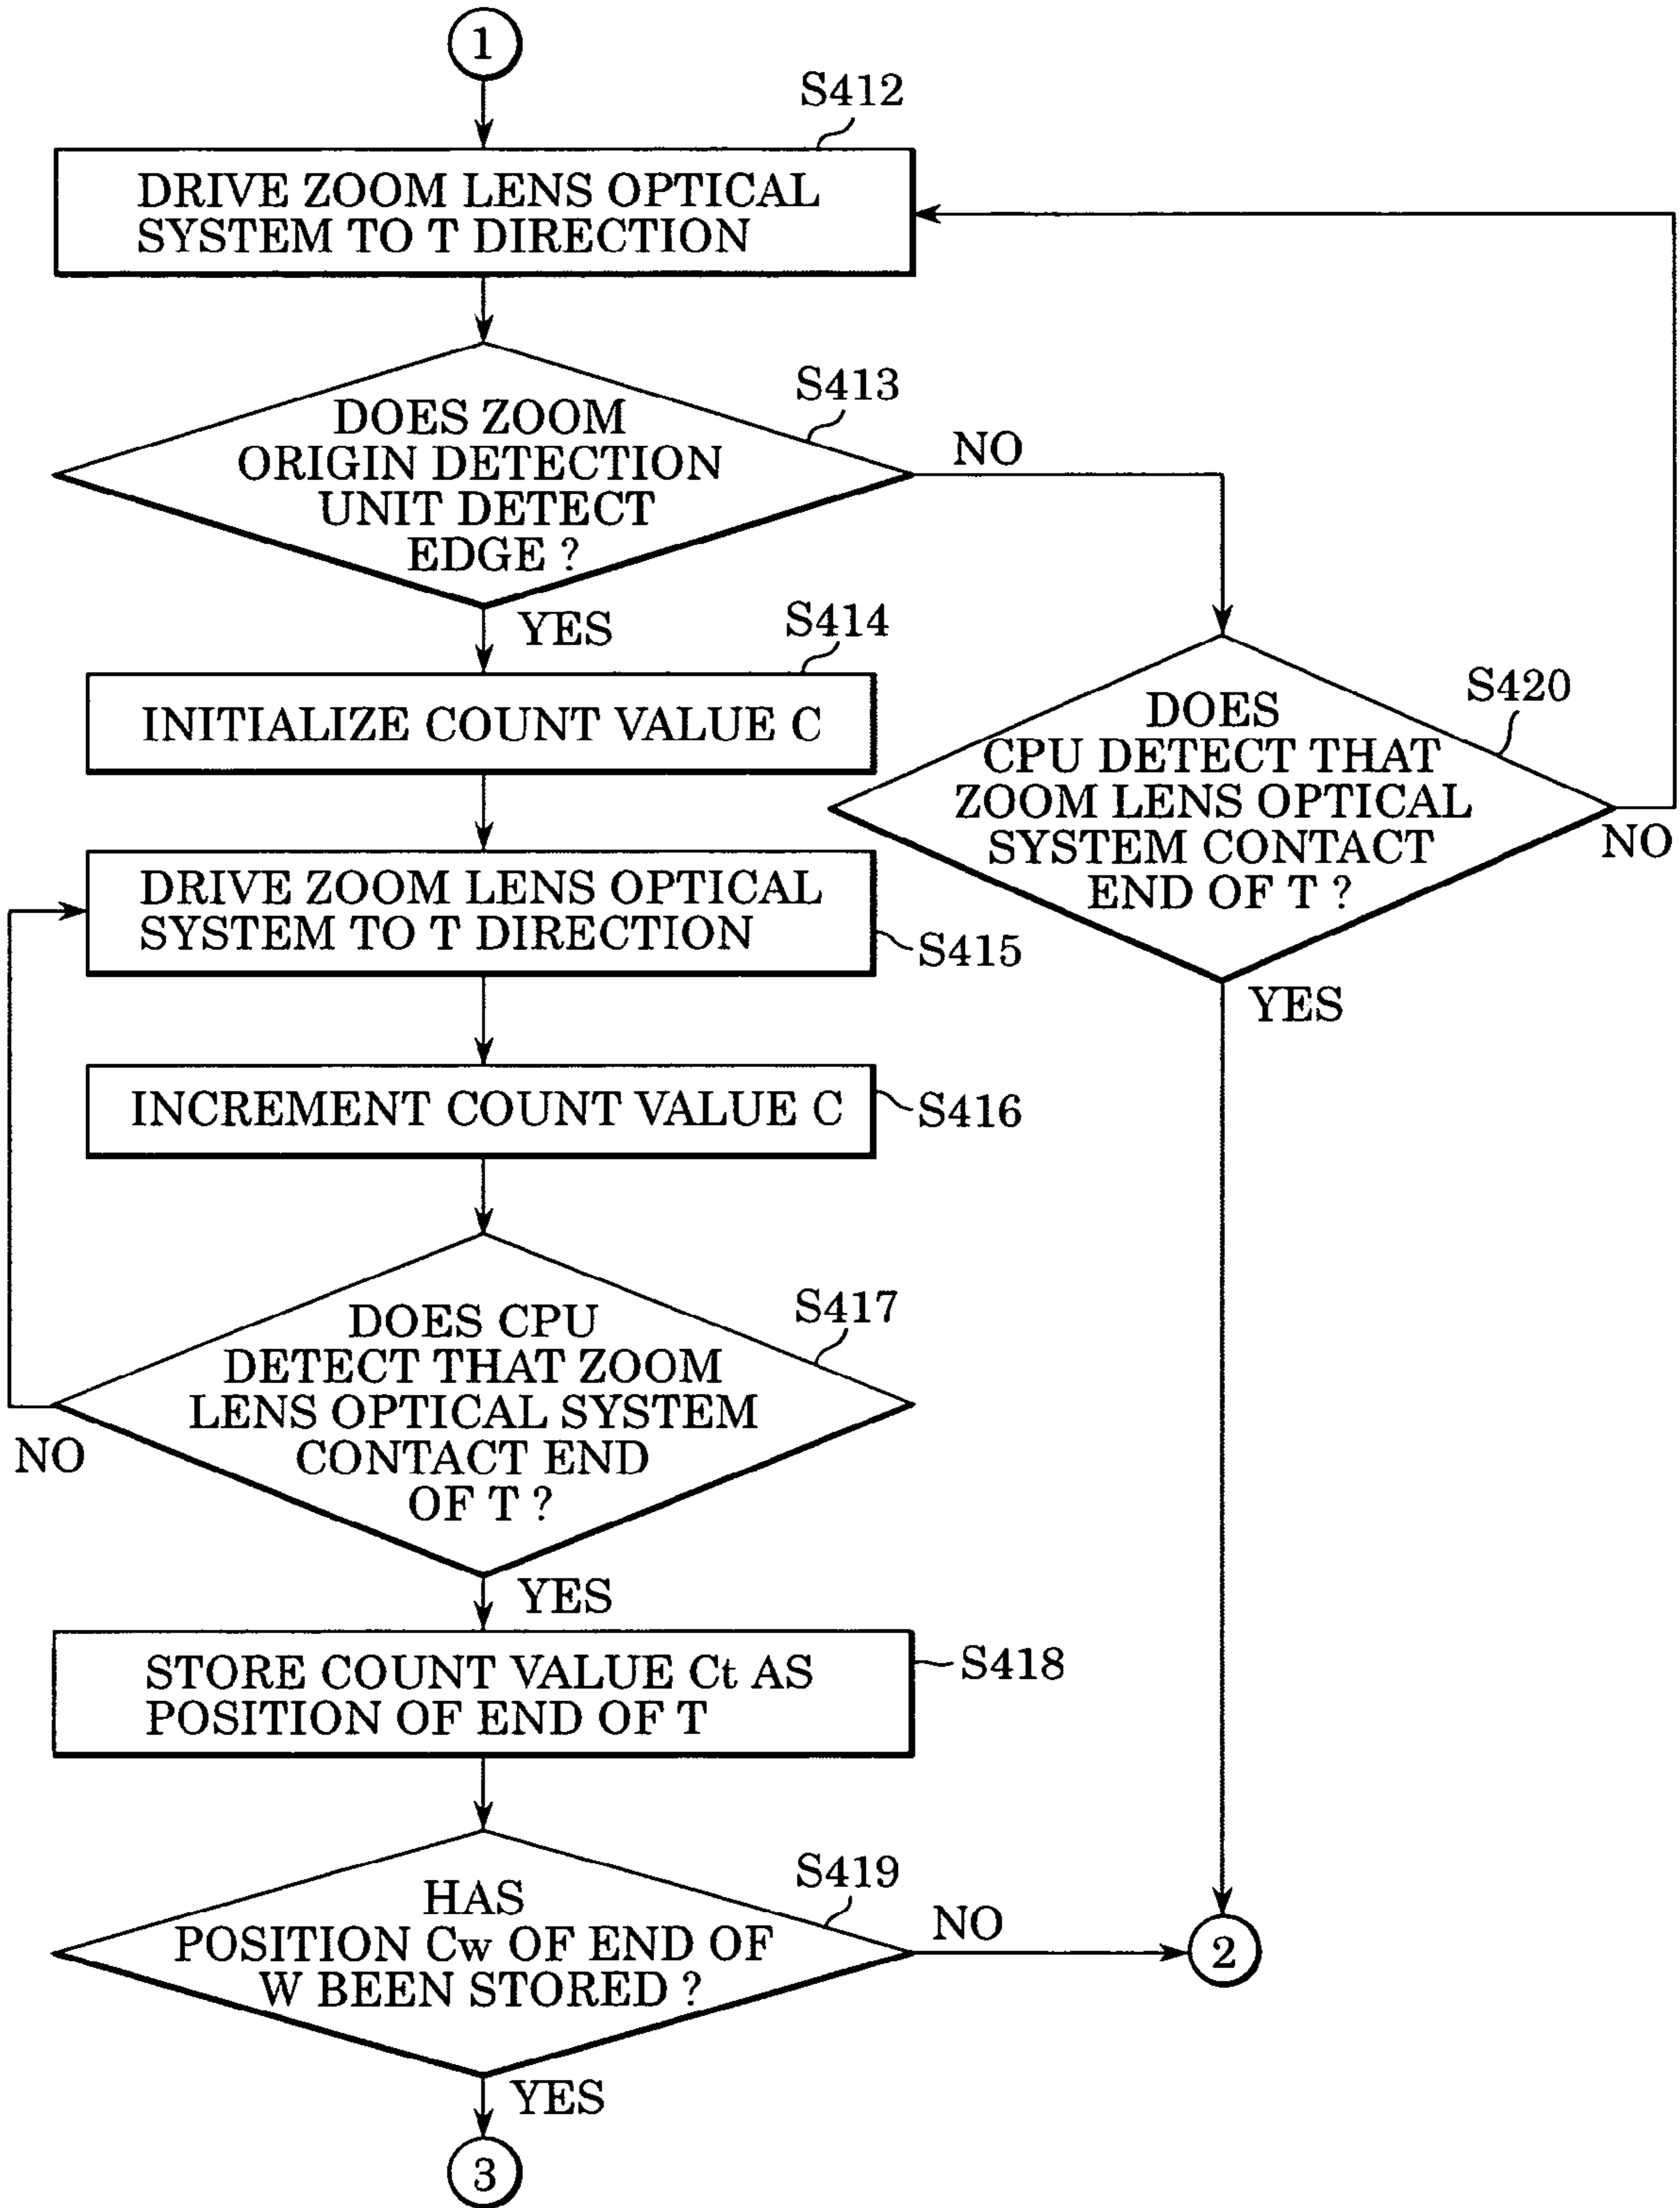 1
S412
DRIVE ZOOM LENS OPTICAL
SYSTEM TO T DIRECTION
S413
DOES ZOOM
ORIGIN DETECTION
UNIT DETECT
EDGE ?
NO
YES
S414
INITIALIZE COUNT VALUE C
S420
DOES
CPU DETECT THAT
ZOOM LENS OPTICAL
SYSTEM CONTACT
END OF T ?
NO
YES
DRIVE ZOOM LENS OPTICAL
SYSTEM TO T DIRECTION
S415
INCREMENT COUNT VALUE C
S416
S417
DOES CPU
DETECT THAT ZOOM
LENS OPTICAL SYSTEM
CONTACT END
OF T ?
NO
YES
STORE COUNT VALUE Ct AS
POSITION OF END OF T
S418
S419
HAS
POSITION Cw OF END OF
W BEEN STORED ?
NO
2
YES
3